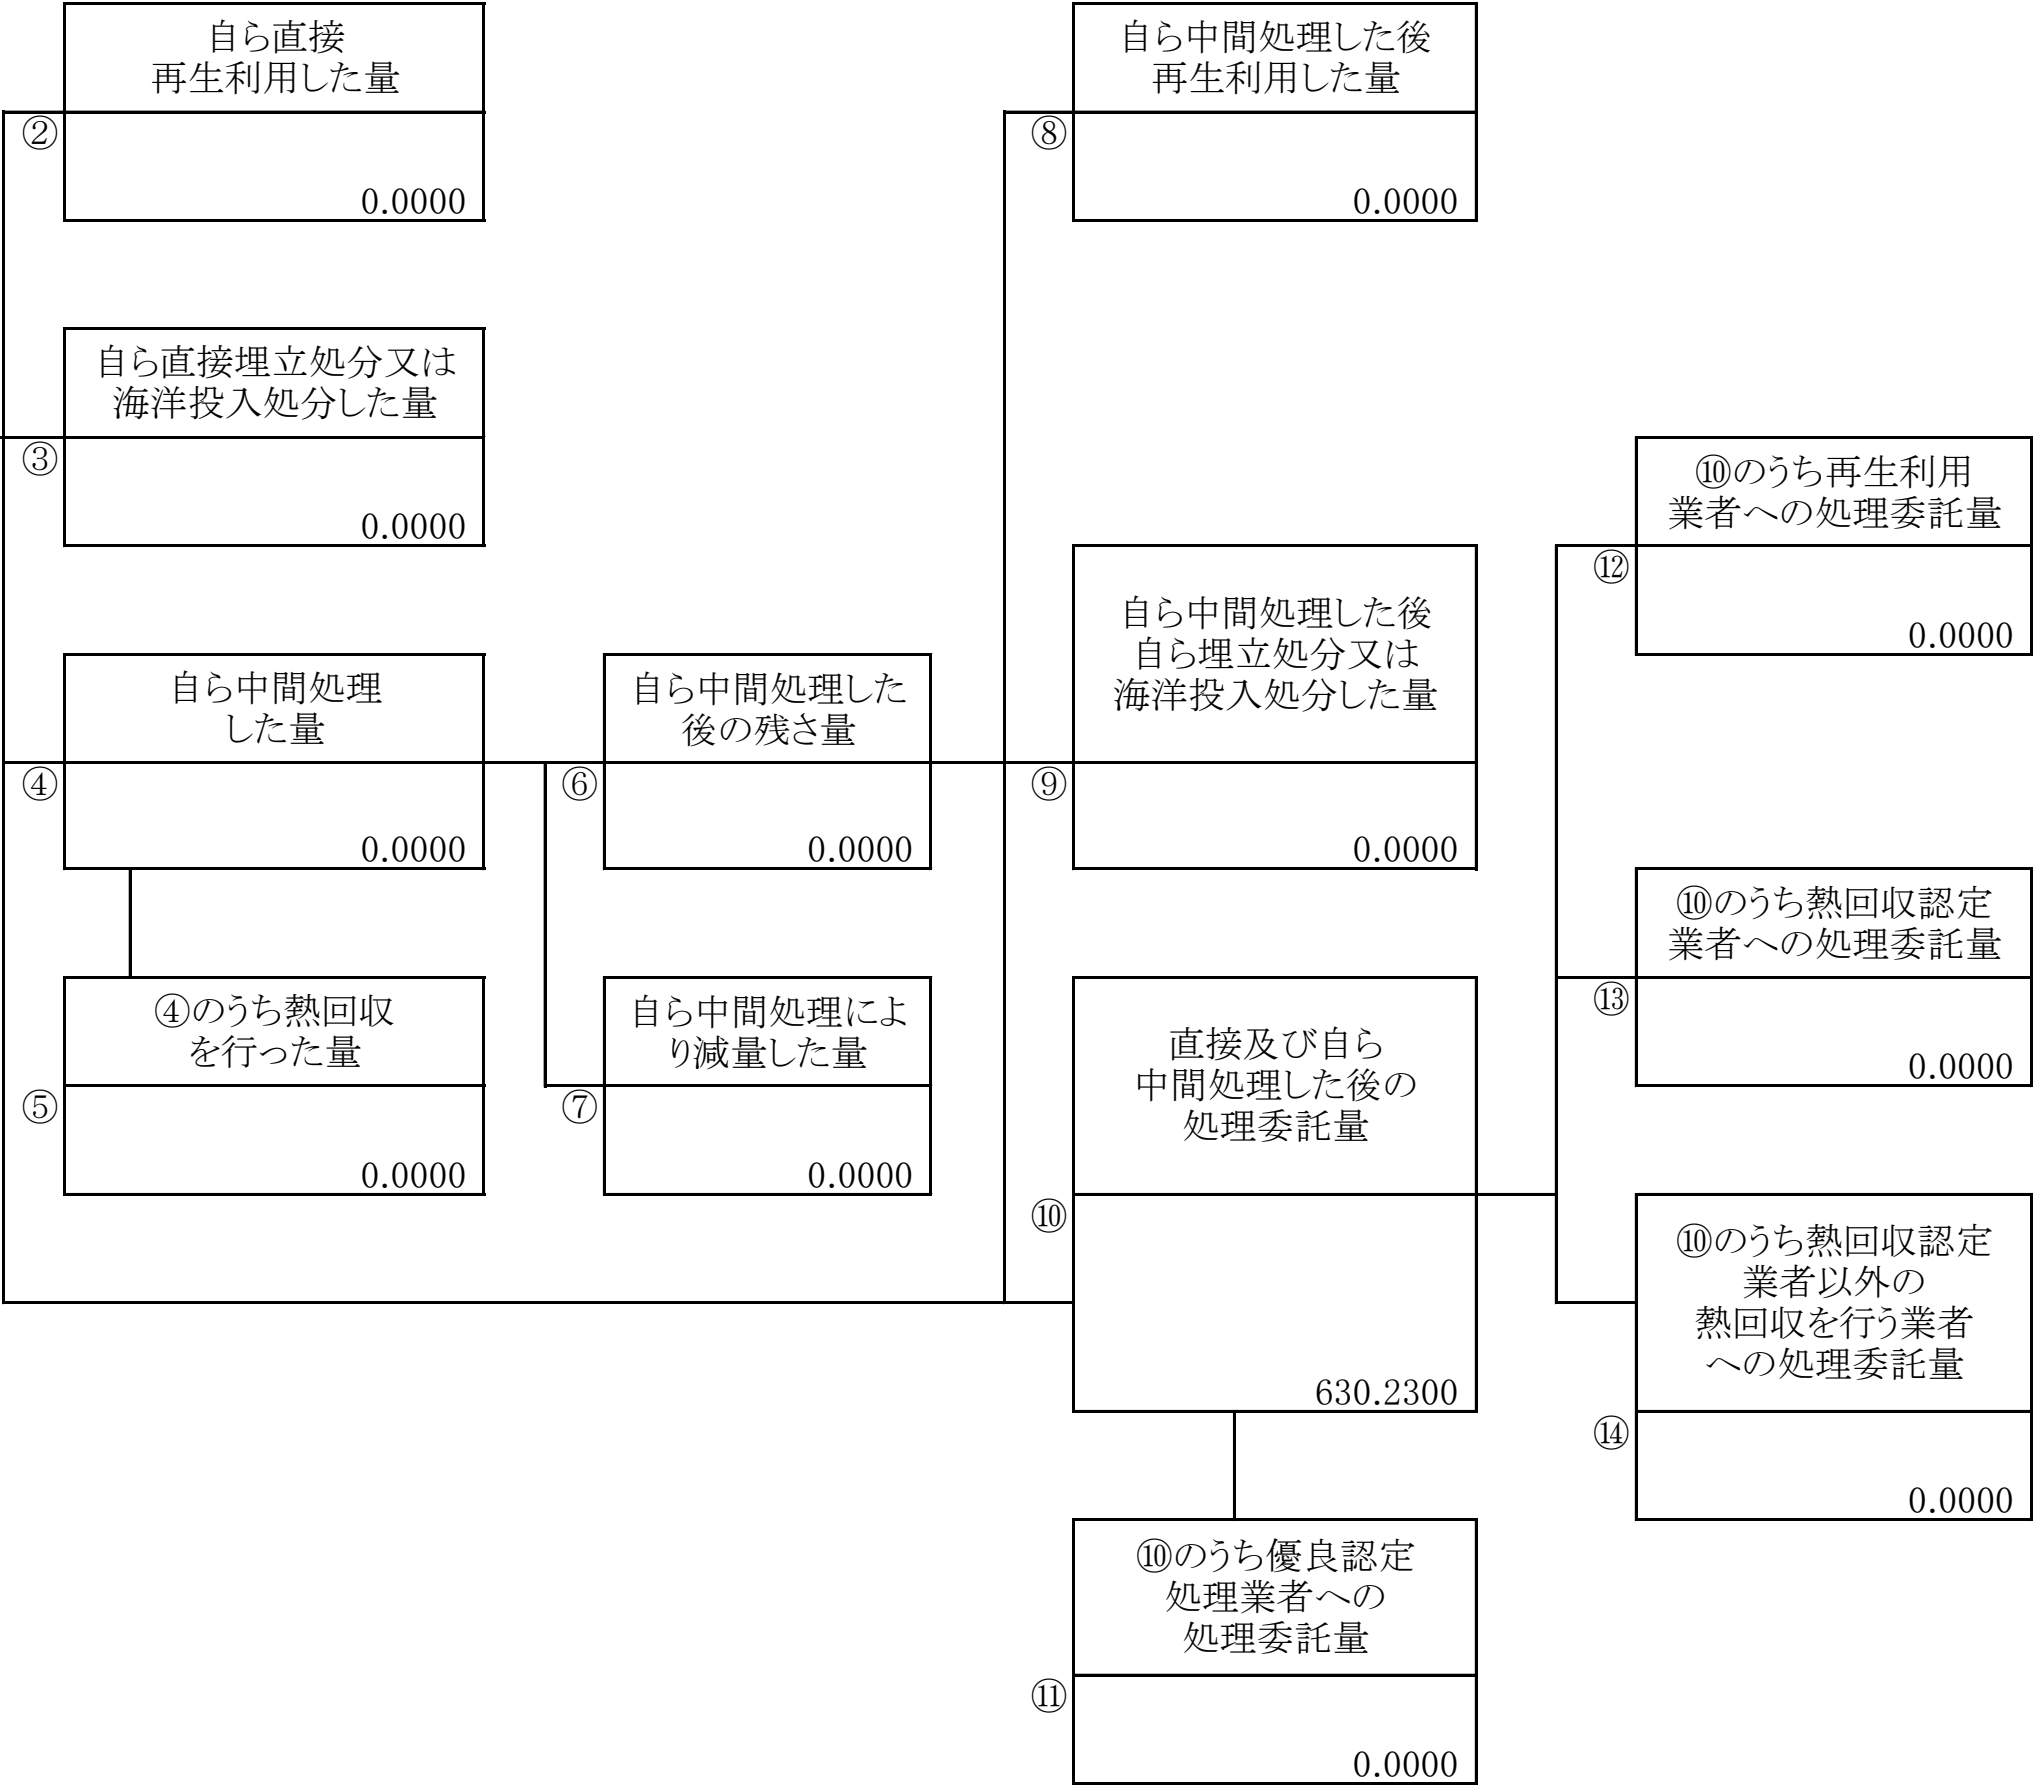 自ら直接
再生利用した量
②
0.0000
自ら中間処理した後
再生利用した量
⑧
0.0000
自ら直接埋立処分又は
海洋投入処分した量
③
0.0000
⑩のうち再生利用
業者への処理委託量
⑫
0.0000
自ら中間処理
した量
④
0.0000
自ら中間処理した
後の残さ量
⑥
0.0000
自ら中間処理した後
自ら埋立処分又は
海洋投入処分した量
⑨
0.0000
⑩のうち熱回収認定
業者への処理委託量
⑬
0.0000
④のうち熱回収
を行った量
⑤
0.0000
自ら中間処理によ
り減量した量
⑦
0.0000
直接及び自ら
中間処理した後の
処理委託量
⑩
630.2300
⑩のうち熱回収認定
業者以外の
熱回収を行う業者
への処理委託量
⑭
0.0000
⑩のうち優良認定
処理業者への
処理委託量
⑪
0.0000